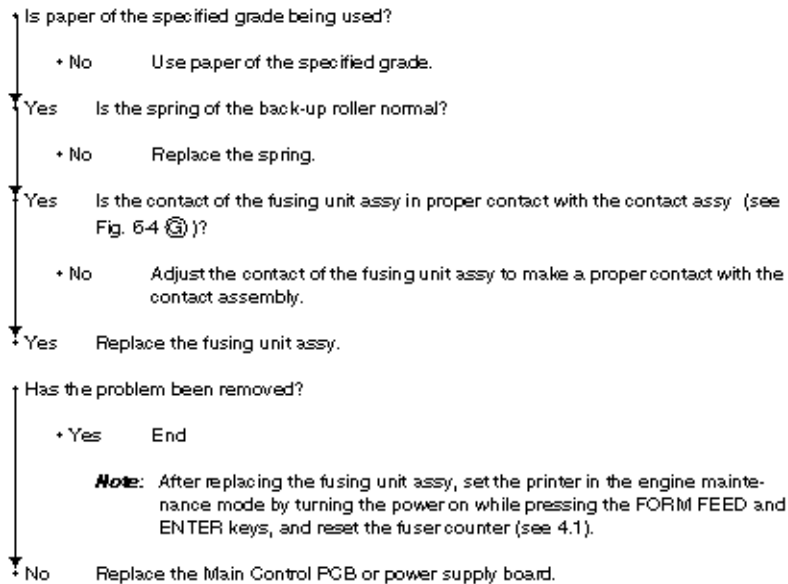 Is paper of the specified grade being used?
• No Use paper of the specified grade.
Yes Is the spring of the back-up roller normal?
• No Replace the spring.
Yes Is the contact of the fusing unit assy in proper contact with the contact assy (see
Fig. 6-4 Ⓖ )?
• No Adjust the contact of the fusing unit assy to make a proper contact with the
contact assembly.
• Yes Replace the fusing unit assy.
Has the problem been removed?
• Yes End
Note: After replacing the fusing unit assy, set the printer in the engine mainte-
nance mode by turning the power on while pressing the FORM FEED and
ENTER keys, and reset the fuser counter (see 4.1).
• No Replace the Main Control PCB or power supply board.